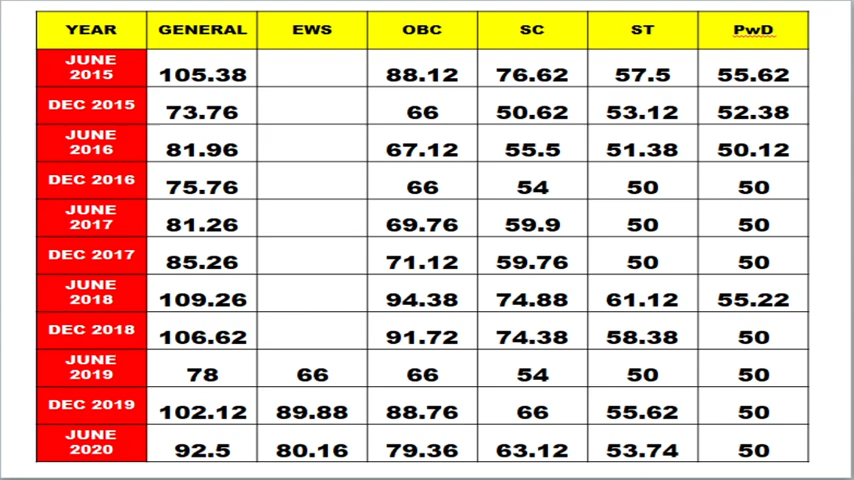 YEAR GENERAL EWS OBC SC ST PwD
JUNE 2015 105.38 88.12 76.62 57.5 55.62
DEC 2015 73.76 66 50.62 53.12 52.38
JUNE 2016 81.96 67.12 55.5 51.38 50.12
DEC 2016 75.76 66 54 50 50
JUNE 2017 81.26 69.76 59.9 50 50
DEC 2017 85.26 71.12 59.76 50 50
JUNE 2018 109.26 94.38 74.88 61.12 55.22
DEC 2018 106.62 91.72 74.38 58.38 50
JUNE 2019 78 66 66 54 50 50
DEC 2019 102.12 89.88 88.76 66 55.62 50
JUNE 2020 92.5 80.16 79.36 63.12 53.74 50